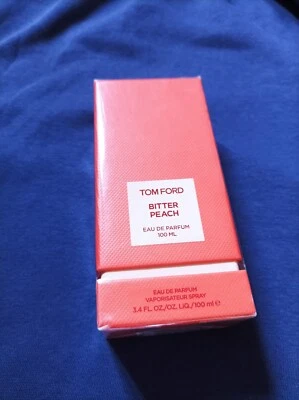 TOM FORD
BITTER
PEACH
EAU DE PARFUM
100 ML
EAU DE PARFUM
VAPORISATEUR SPRAY
3.4 FL.OZ./OZ. LIQ./100 ml ℮